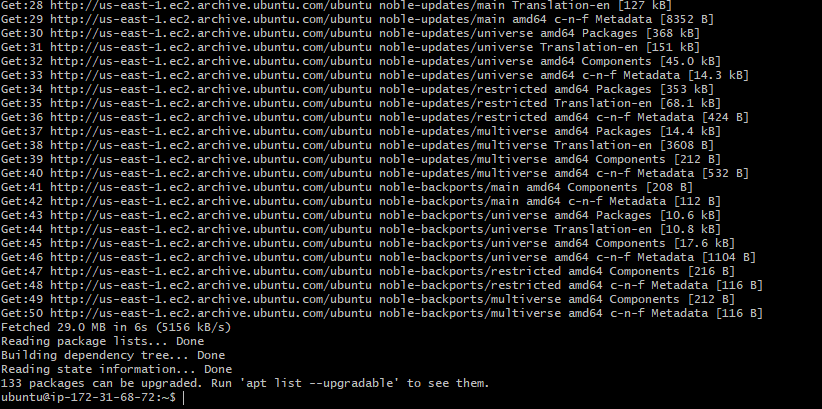 Get:28 http://us-east-1.ec2.archive.ubuntu.com/ubuntu noble-updates/main Translation-en [127 kB]
Get:29 http://us-east-1.ec2.archive.ubuntu.com/ubuntu noble-updates/main amd64 c-n-f Metadata [8352 B]
Get:30 http://us-east-1.ec2.archive.ubuntu.com/ubuntu noble-updates/universe amd64 Packages [368 kB]
Get:31 http://us-east-1.ec2.archive.ubuntu.com/ubuntu noble-updates/universe Translation-en [151 kB]
Get:32 http://us-east-1.ec2.archive.ubuntu.com/ubuntu noble-updates/universe amd64 Components [45.0 kB]
Get:33 http://us-east-1.ec2.archive.ubuntu.com/ubuntu noble-updates/universe amd64 c-n-f Metadata [14.3 kB]
Get:34 http://us-east-1.ec2.archive.ubuntu.com/ubuntu noble-updates/restricted amd64 Packages [353 kB]
Get:35 http://us-east-1.ec2.archive.ubuntu.com/ubuntu noble-updates/restricted Translation-en [68.1 kB]
Get:36 http://us-east-1.ec2.archive.ubuntu.com/ubuntu noble-updates/restricted amd64 c-n-f Metadata [424 B]
Get:37 http://us-east-1.ec2.archive.ubuntu.com/ubuntu noble-updates/multiverse amd64 Packages [14.4 kB]
Get:38 http://us-east-1.ec2.archive.ubuntu.com/ubuntu noble-updates/multiverse Translation-en [3608 B]
Get:39 http://us-east-1.ec2.archive.ubuntu.com/ubuntu noble-updates/multiverse amd64 Components [212 B]
Get:40 http://us-east-1.ec2.archive.ubuntu.com/ubuntu noble-updates/multiverse amd64 c-n-f Metadata [532 B]
Get:41 http://us-east-1.ec2.archive.ubuntu.com/ubuntu noble-backports/main amd64 Components [208 B]
Get:42 http://us-east-1.ec2.archive.ubuntu.com/ubuntu noble-backports/main amd64 c-n-f Metadata [112 B]
Get:43 http://us-east-1.ec2.archive.ubuntu.com/ubuntu noble-backports/universe amd64 Packages [10.6 kB]
Get:44 http://us-east-1.ec2.archive.ubuntu.com/ubuntu noble-backports/universe Translation-en [10.8 kB]
Get:45 http://us-east-1.ec2.archive.ubuntu.com/ubuntu noble-backports/universe amd64 Components [17.6 kB]
Get:46 http://us-east-1.ec2.archive.ubuntu.com/ubuntu noble-backports/universe amd64 c-n-f Metadata [1104 B]
Get:47 http://us-east-1.ec2.archive.ubuntu.com/ubuntu noble-backports/restricted amd64 Components [216 B]
Get:48 http://us-east-1.ec2.archive.ubuntu.com/ubuntu noble-backports/restricted amd64 c-n-f Metadata [116 B]
Get:49 http://us-east-1.ec2.archive.ubuntu.com/ubuntu noble-backports/multiverse amd64 Components [212 B]
Get:50 http://us-east-1.ec2.archive.ubuntu.com/ubuntu noble-backports/multiverse amd64 c-n-f Metadata [116 B]
Fetched 29.0 MB in 6s (5156 kB/s)
Reading package lists... Done
Building dependency tree... Done
Reading state information... Done
133 packages can be upgraded. Run 'apt list --upgradable' to see them.
ubuntu@ip-172-31-68-72:~$